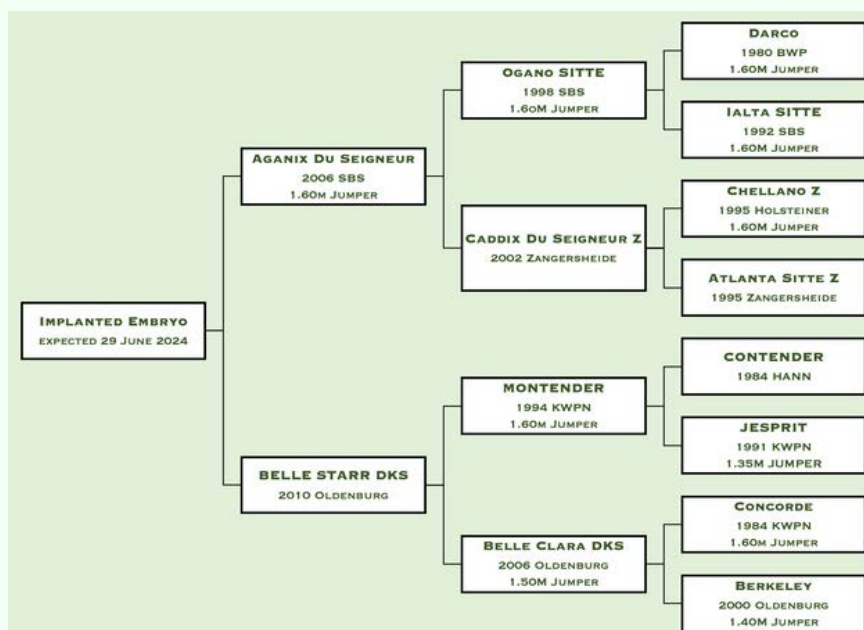 Darco
1980 BWP
1.60M Jumper
Ogano SITTE
1998 SBS
1.60M Jumper
Ialta SITTE
1992 SBS
1.60M Jumper
Aganix Du Seigneur
2006 SBS
1.60M Jumper
Chellano Z
1995 Holsteiner
1.60M Jumper
Caddix Du Seigneur Z
2002 Zangersheide
Atlanta Sitte Z
1995 Zangersheide
Implanted Embryo
expected 29 June 2024
CONTENDER
1984 HANN
MONTENDER
1994 KWPN
1.60M Jumper
JESPRIT
1991 KWPN
1.35M JUMPER
BELLE STARR DKS
2010 Oldenburg
Concorde
1984 KWPN
1.60M Jumper
Belle Clara DKS
2006 Oldenburg
1.50M Jumper
Berkeley
2000 Oldenburg
1.40M Jumper